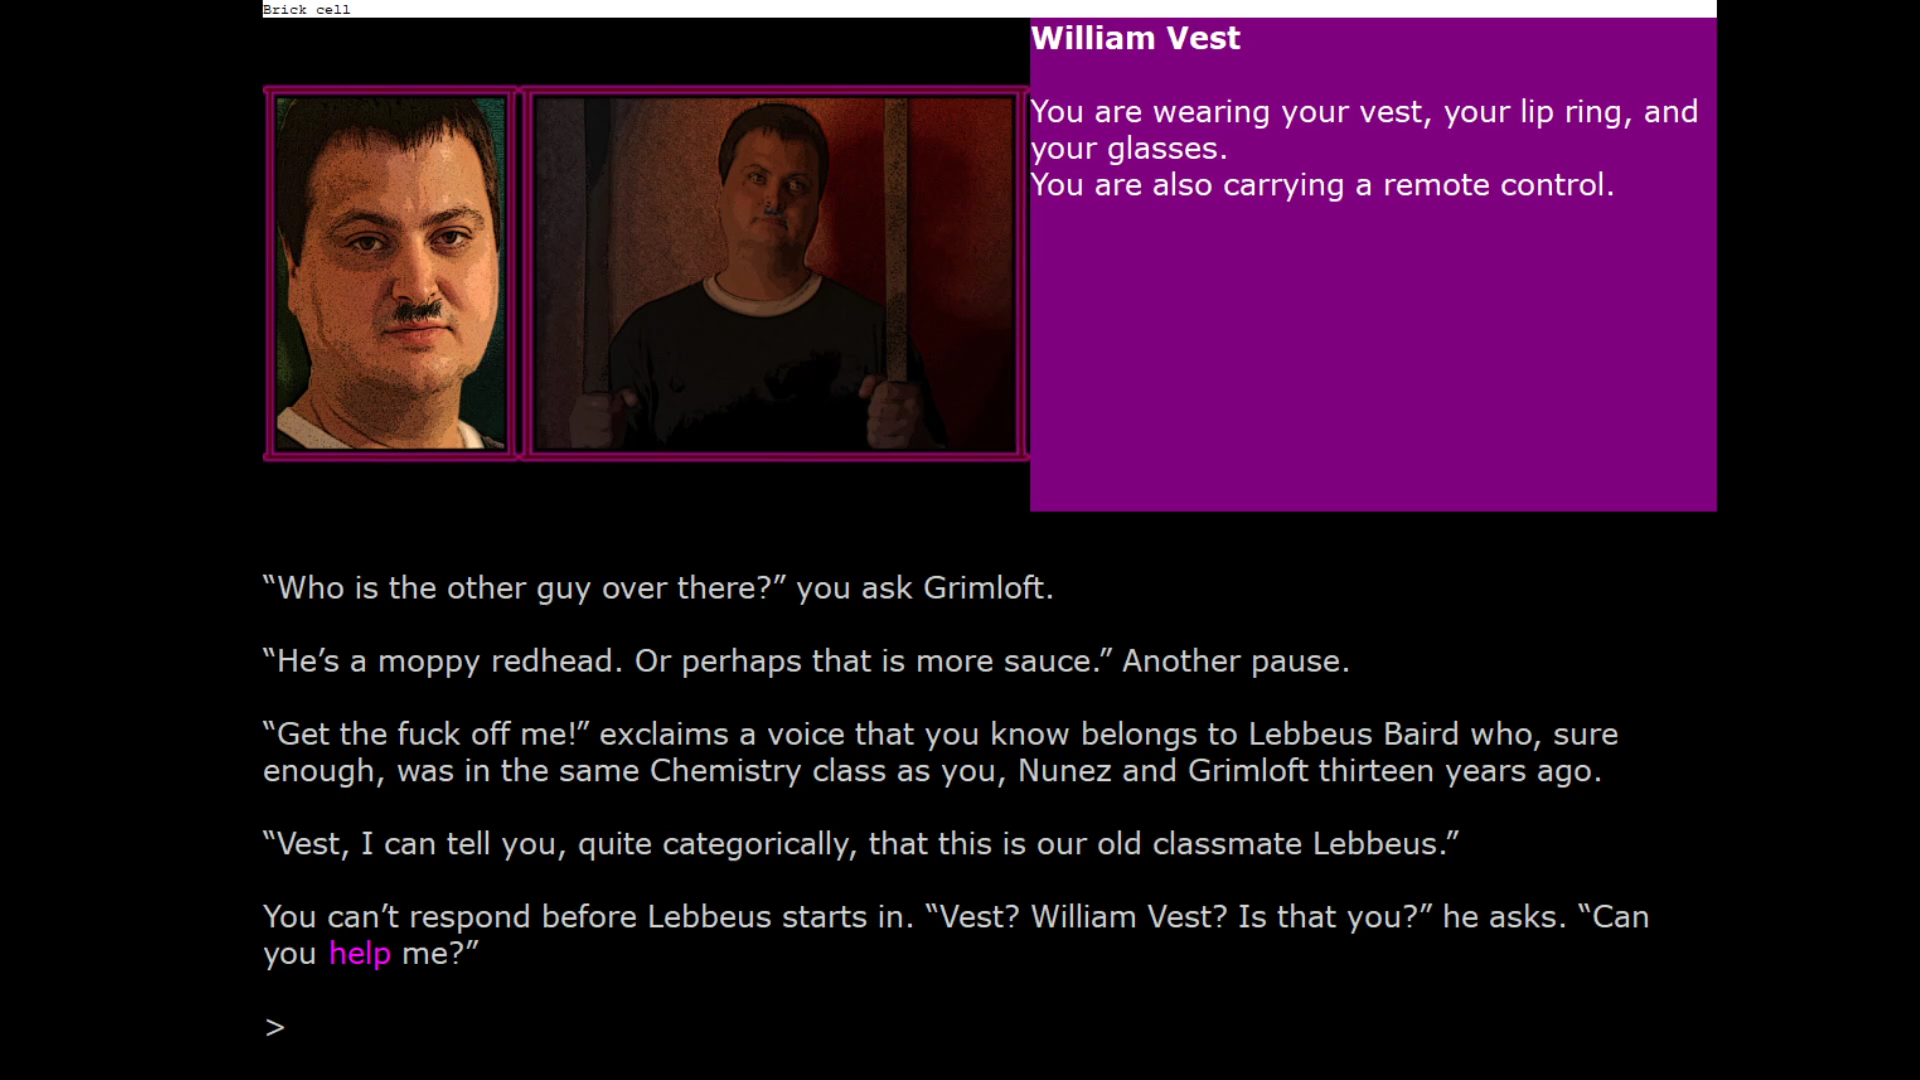 Brick cell
William Vest
You are wearing your vest, your lip ring, and
your glasses.
You are also carrying a remote control.
“Who is the other guy over there?” you ask Grimloft.
“He’s a moppy redhead. Or perhaps that is more sauce.” Another pause.
“Get the fuck off me!” exclaims a voice that you know belongs to Lebbeus Baird who, sure
enough, was in the same Chemistry class as you, Nunez and Grimloft thirteen years ago.
“Vest, I can tell you, quite categorically, that this is our old classmate Lebbeus.”
You can’t respond before Lebbeus starts in. “Vest? William Vest? Is that you?” he asks. “Can
you help me?”
>